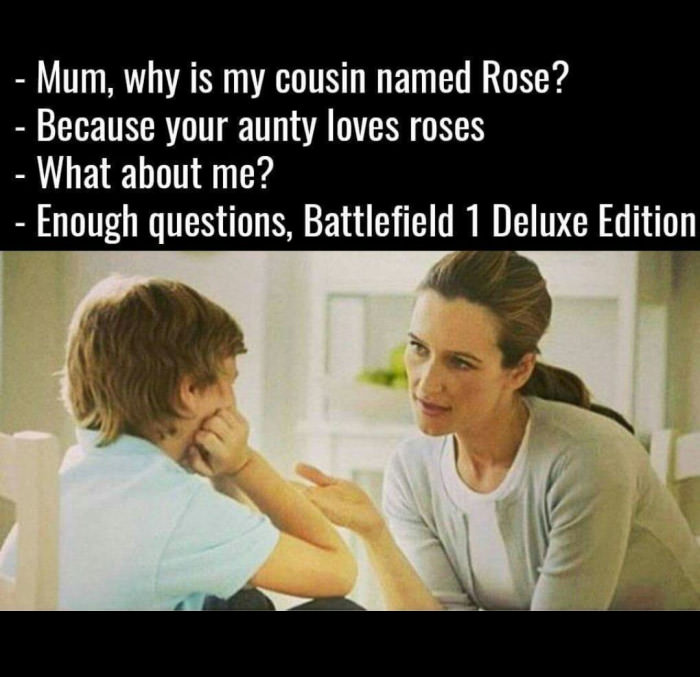 - Mum, why is my cousin named Rose?
- Because your aunty loves roses
- What about me?
- Enough questions, Battlefield 1 Deluxe Edition